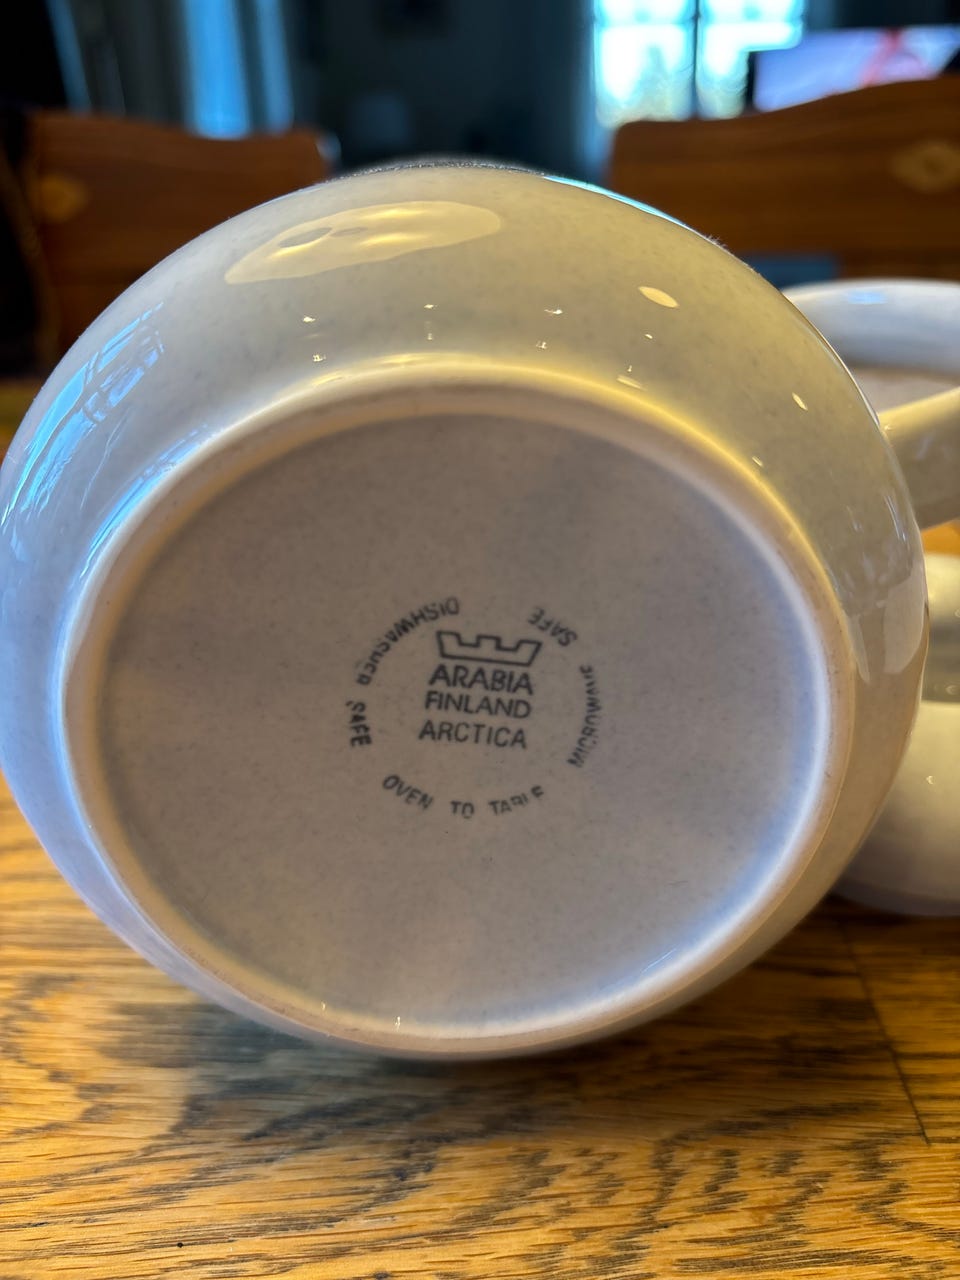 ARABIA
FINLAND
ARCTICA
DISHWASHER SAFE
OVEN TO TABLE
MICROWAVE SAFE